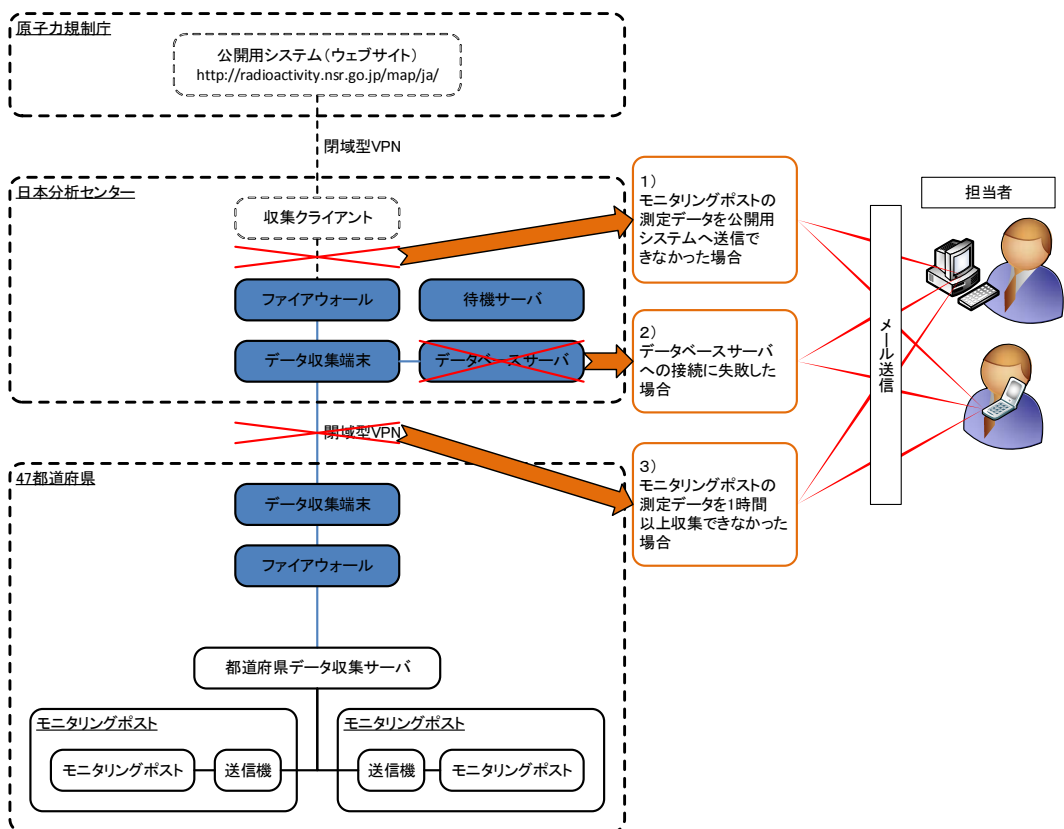 原子力規制庁
公開用システム(ウェブサイト)
http://radioactivity.nsr.go.jp/map/ja/
閉域型VPN
日本分析センター
収集クライアント
ファイアウォール
待機サーバ
データ収集端末
データベースサーバ
閉域型VPN
47都道府県
データ収集端末
ファイアウォール
都道府県データ収集サーバ
モニタリングポスト
モニタリングポスト
送信機
モニタリングポスト
送信機
モニタリングポスト
1)
モニタリングポストの
測定データを公開用
システムへ送信で
きなかった場合
2)
データベースサーバ
への接続に失敗した
場合
3)
モニタリングポストの
測定データを1時間
以上収集できなかった
場合
メール送信
担当者